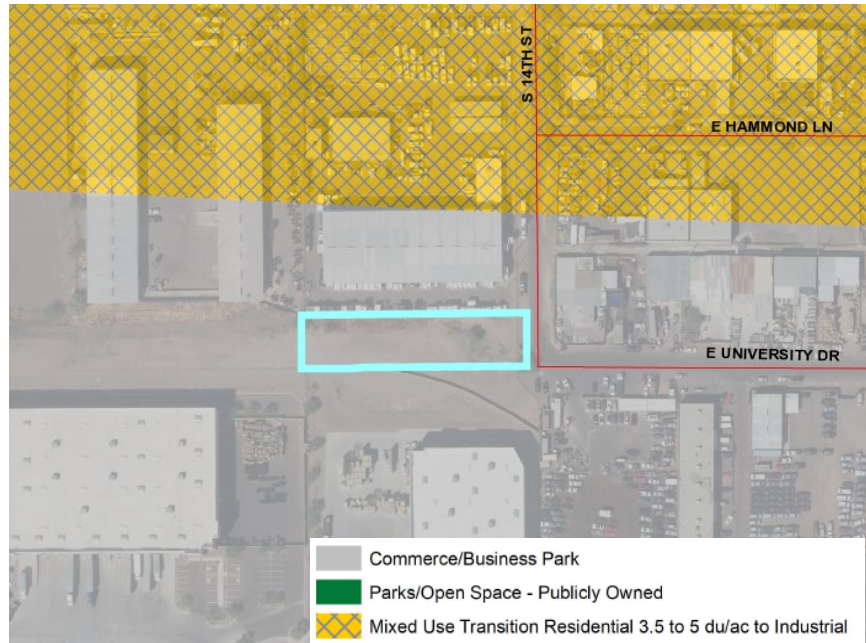 S 14TH ST
E HAMMOND LN
E UNIVERSITY DR
Commerce/Business Park
Parks/Open Space - Publicly Owned
Mixed Use Transition Residential 3.5 to 5 du/ac to Industrial